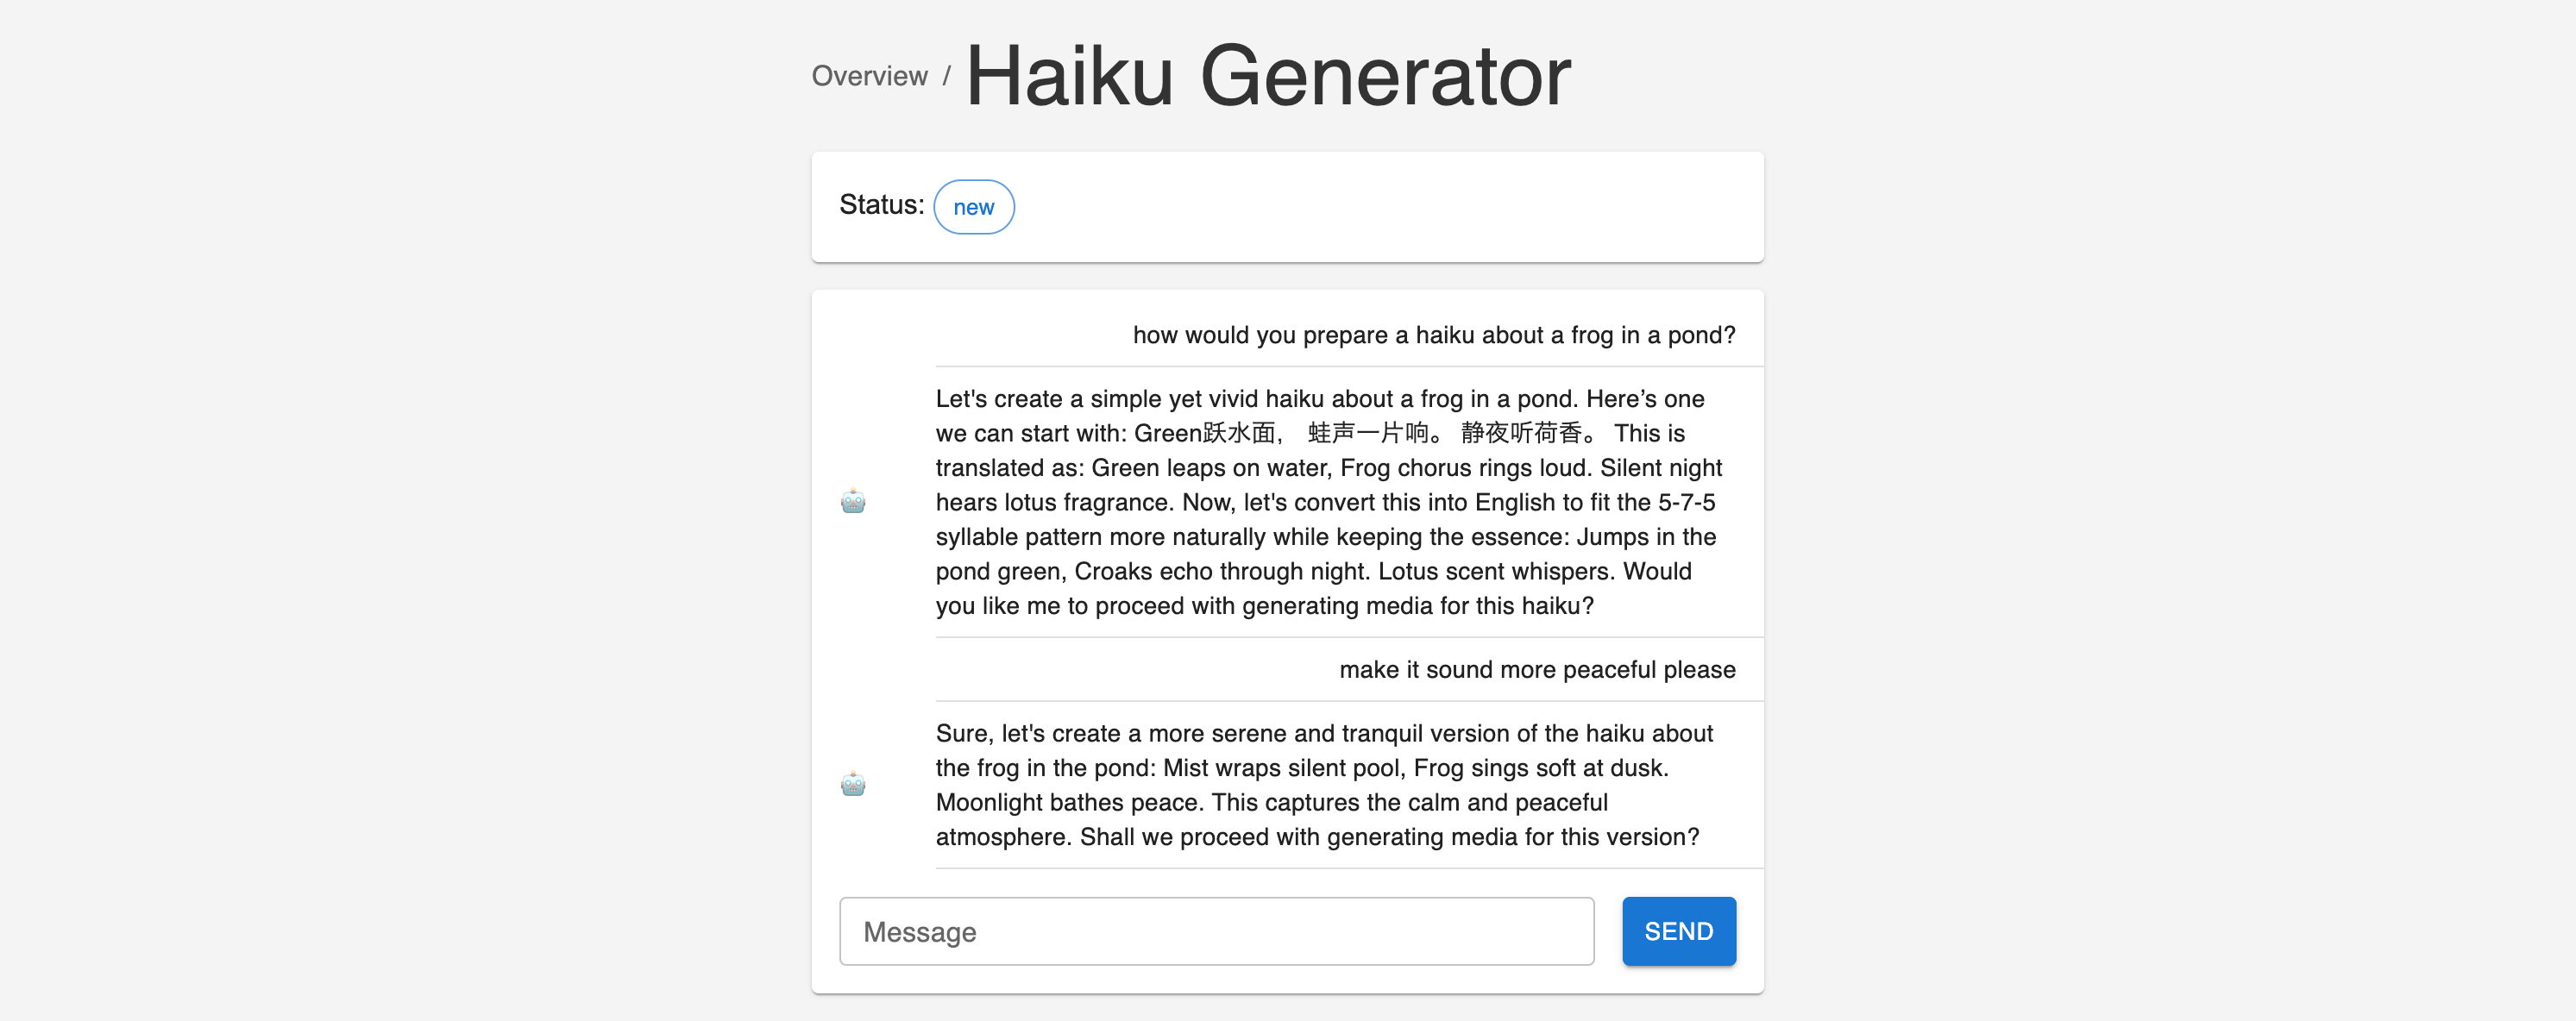 Overview / Haiku Generator
Status: new
how would you prepare a haiku about a frog in a pond?
Let's create a simple yet vivid haiku about a frog in a pond. Here’s one
we can start with: Green跃水面， 蛙声一片响。 静夜听荷香。 This is
translated as: Green leaps on water, Frog chorus rings loud. Silent night
hears lotus fragrance. Now, let's convert this into English to fit the 5-7-5
syllable pattern more naturally while keeping the essence: Jumps in the
pond green, Croaks echo through night. Lotus scent whispers. Would
you like me to proceed with generating media for this haiku?
make it sound more peaceful please
Sure, let's create a more serene and tranquil version of the haiku about
the frog in the pond: Mist wraps silent pool, Frog sings soft at dusk.
Moonlight bathes peace. This captures the calm and peaceful
atmosphere. Shall we proceed with generating media for this version?
Message
SEND